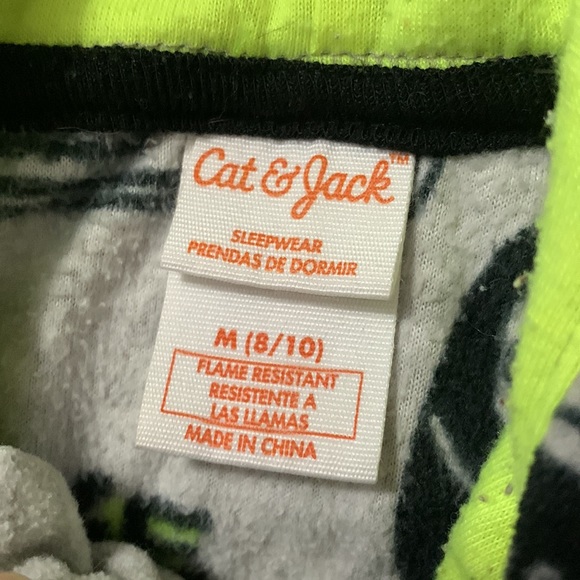 Cat & Jack™
SLEEPWEAR
PRENDAS DE DORMIR
M (8/10)
FLAME RESISTANT
RESISTENTE A
LAS LLAMAS
MADE IN CHINA